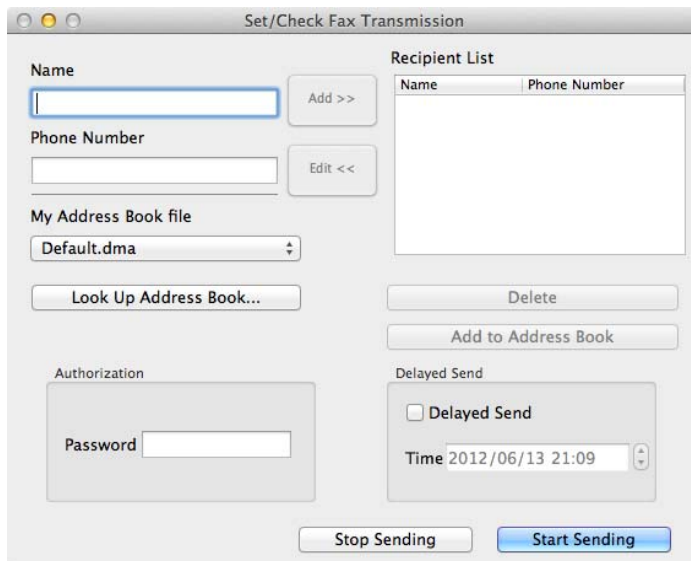 Set/Check Fax Transmission
Name
Add >>
Phone Number
Edit <<
My Address Book file
Default.dma
Look Up Address Book...
Recipient List
Name Phone Number
Delete
Add to Address Book
Authorization
Password
Delayed Send
Delayed Send
Time 2012/06/13 21:09
Stop Sending
Start Sending